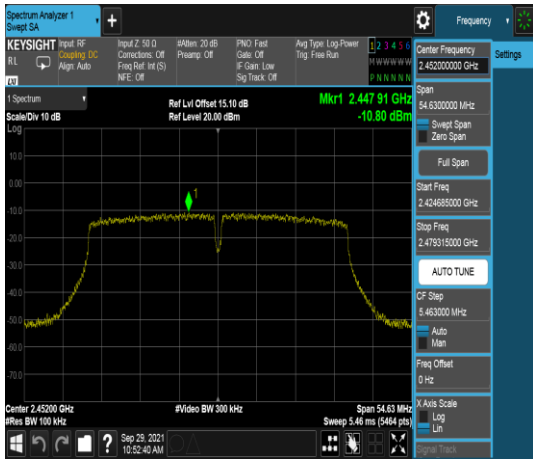 Spectrum Analyzer 1
Swept SA
+
Frequency
KEYSIGHT
RL
LXI
Input: RF
Coupling: DC
Align: Auto
Input Z: 50 Ω
Corrections: Off
Freq Ref: Int (S)
NFE: Off
#Atten: 20 dB
Preamp: Off
PNO: Fast
Gate: Off
IF Gain: Low
Sig Track: Off
Avg Type: Log-Power
Trig: Free Run
1 2 3 4 5 6
M W W W W W
P N N N N N
1 Spectrum
Scale/Div 10 dB
Log
Ref Lvl Offset 15.10 dB
Ref Level 20.00 dBm
Mkr1 2.447 91 GHz
-10.80 dBm
10.0
0.00
-10.0
-20.0
-30.0
-40.0
-50.0
-60.0
-70.0
1
Center 2.45200 GHz
#Res BW 100 kHz
#Video BW 300 kHz
Span 54.63 MHz
Sweep 5.46 ms (5464 pts)
?
Sep 29, 2021
10:52:40 AM
Center Frequency
2.452000000 GHz
Settings
Span
54.6300000 MHz
Swept Span
Zero Span
Full Span
Start Freq
2.424685000 GHz
Stop Freq
2.479315000 GHz
AUTO TUNE
CF Step
5.463000 MHz
Auto
Man
Freq Offset
0 Hz
X Axis Scale
Log
Lin
Signal Track